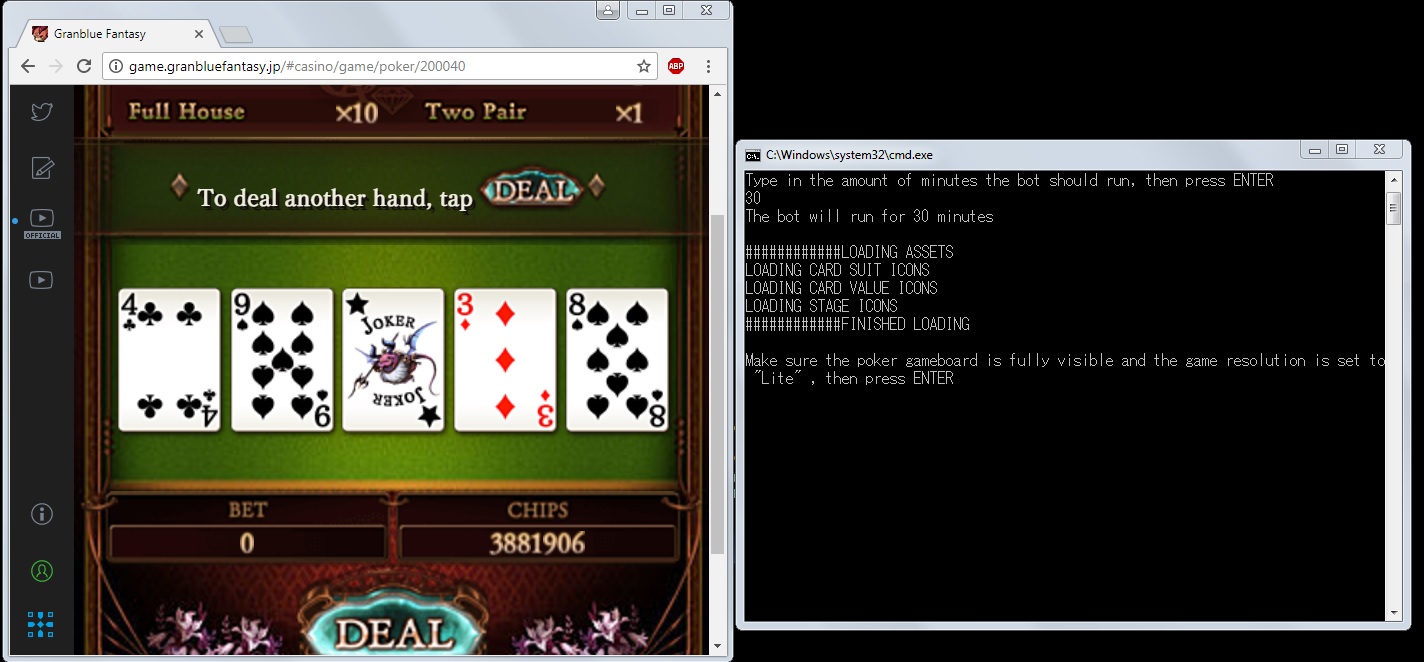 Granblue Fantasy
game.granbluefantasy.jp/#casino/game/poker/200040
ABP
Full House ×10 Two Pair ×1
To deal another hand, tap DEAL
OFFICIAL
4 9 JOKER 3 8
4 9 JOKER 3 8
BET CHIPS
0 3881906
DEAL
C:\Windows\system32\cmd.exe
Type in the amount of minutes the bot should run, then press ENTER
30
The bot will run for 30 minutes
############LOADING ASSETS
LOADING CARD SUIT ICONS
LOADING CARD VALUE ICONS
LOADING STAGE ICONS
############FINISHED LOADING
Make sure the poker gameboard is fully visible and the game resolution is set to
"Lite" , then press ENTER